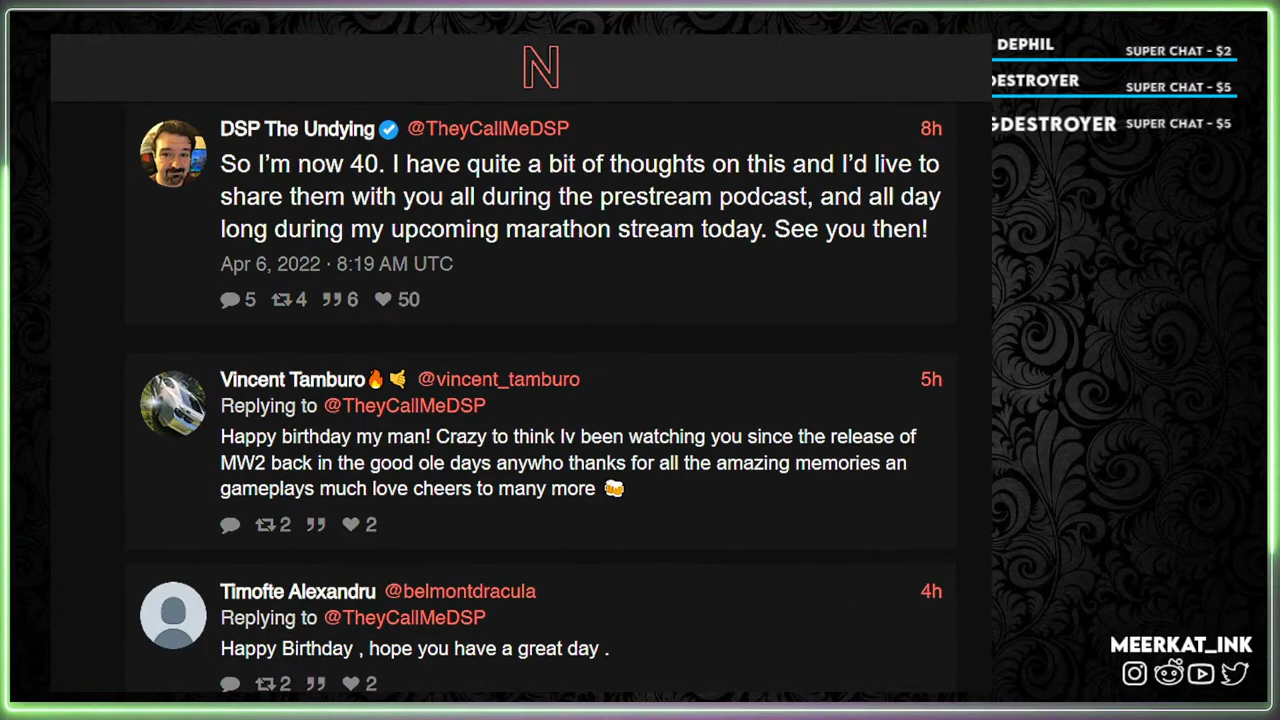 N
DSP The Undying @TheyCallMeDSP 8h
So I’m now 40. I have quite a bit of thoughts on this and I’d live to
share them with you all during the prestream podcast, and all day
long during my upcoming marathon stream today. See you then!
Apr 6, 2022 · 8:19 AM UTC
5 4 6 50
Vincent Tamburo🔥🤙 @vincent_tamburo 5h
Replying to @TheyCallMeDSP
Happy birthday my man! Crazy to think Iv been watching you since the release of
MW2 back in the good ole days anywho thanks for all the amazing memories an
gameplays much love cheers to many more 🍻
2 2
Timofte Alexandru @belmontdracula 4h
Replying to @TheyCallMeDSP
Happy Birthday , hope you have a great day .
2 2
DEPHIL SUPER CHAT - $2
DESTROYER SUPER CHAT - $5
GDESTROYER SUPER CHAT - $5
MEERKAT_INK